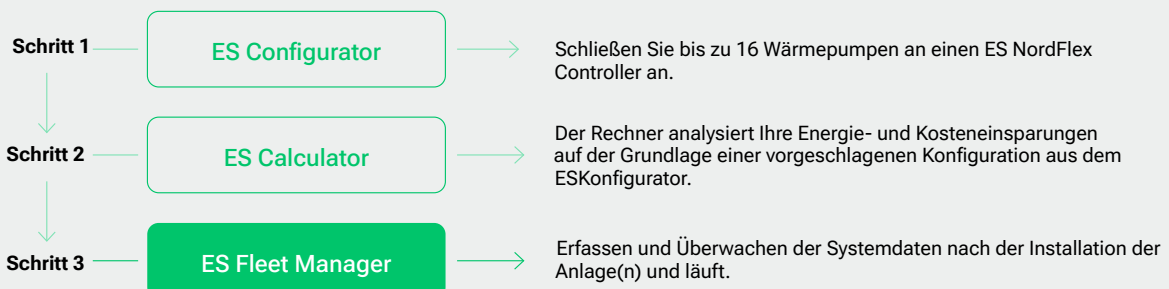 Schritt 1
ES Configurator
Schließen Sie bis zu 16 Wärmepumpen an einen ES NordFlex
Controller an.
Schritt 2
ES Calculator
Der Rechner analysiert Ihre Energie- und Kosteneinsparungen
auf der Grundlage einer vorgeschlagenen Konfiguration aus dem
ESKonfigurator.
Schritt 3
ES Fleet Manager
Erfassen und Überwachen der Systemdaten nach der Installation der
Anlage(n) und läuft.